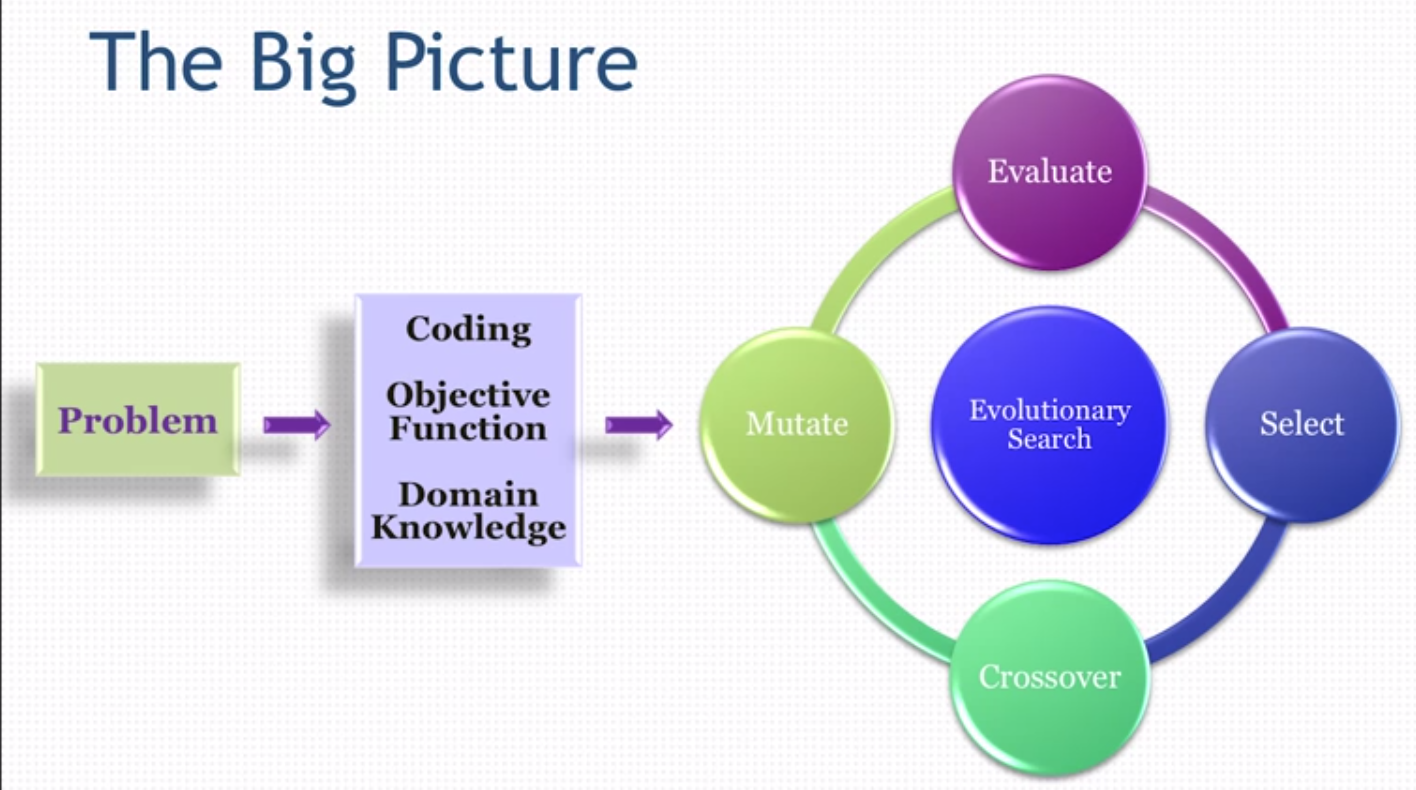 The Big Picture
Problem
Coding
Objective
Function
Domain
Knowledge
Evaluate
Mutate
Evolutionary
Search
Select
Crossover